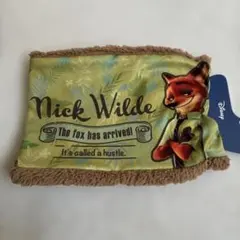 Nick Wilde
The fox has arrived!
It's called a hustle.
Disney